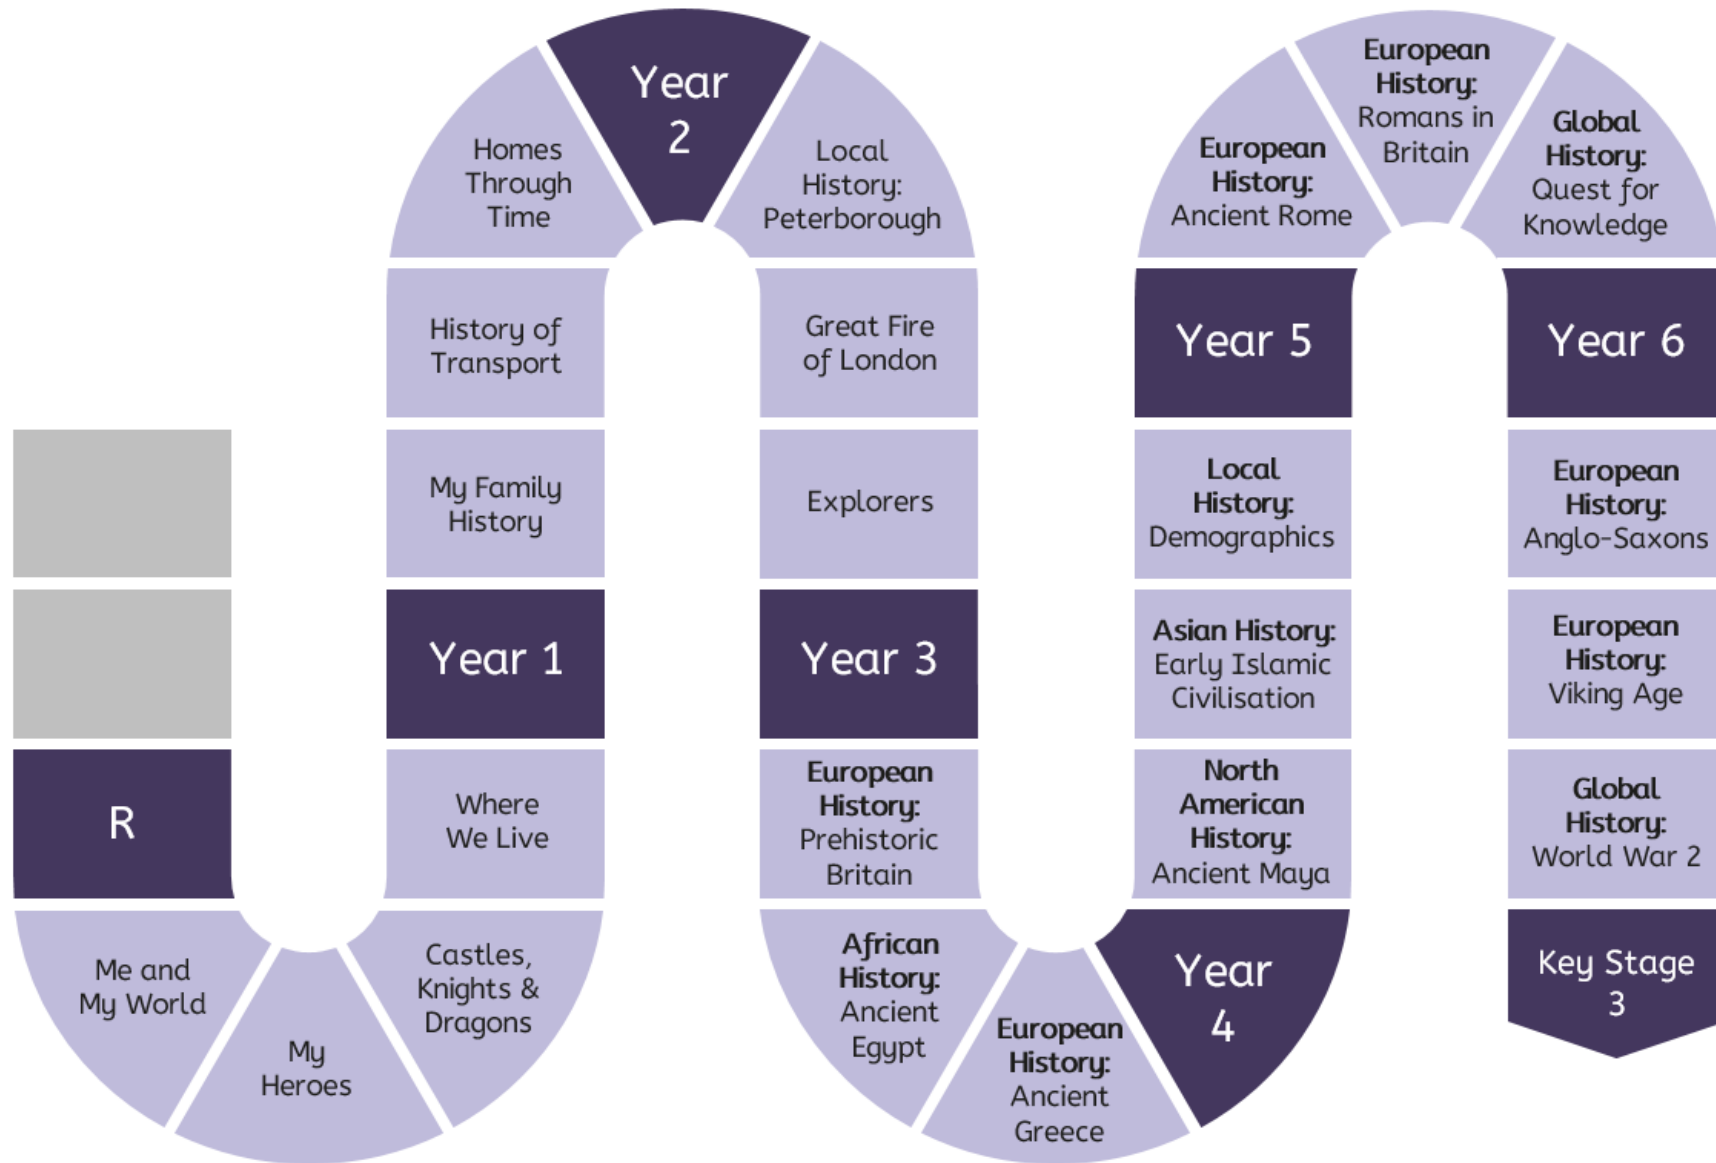 R
Me and
My World
My
Heroes
Castles,
Knights &
Dragons
Where
We Live
Year 1
My Family
History
History of
Transport
Homes
Through
Time
Year
2
Local
History:
Peterborough
Great Fire
of London
Explorers
Year 3
European
History:
Prehistoric
Britain
African
History:
Ancient
Egypt
European
History:
Ancient
Greece
Year
4
North
American
History:
Ancient Maya
Asian History:
Early Islamic
Civilisation
Local
History:
Demographics
Year 5
European
History:
Ancient Rome
European
History:
Romans in
Britain
Global
History:
Quest for
Knowledge
Year 6
European
History:
Anglo-Saxons
European
History:
Viking Age
Global
History:
World War 2
Key Stage
3